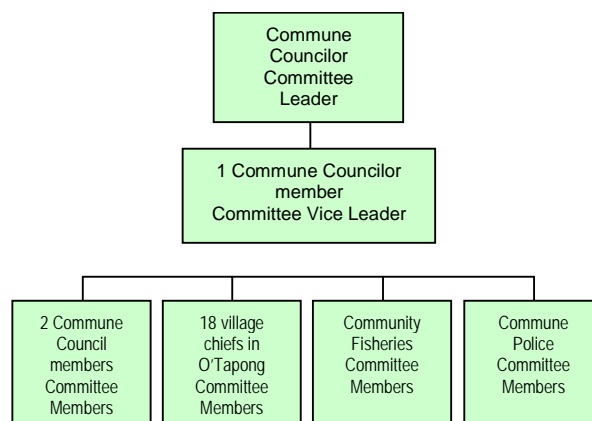 Commune
Councilor
Committee
Leader
1 Commune Councilor
member
Committee Vice Leader
2 Commune
Council
members
Committee
Members
18 village
chiefs in
O'Tapong
Committee
Members
Community
Fisheries
Committee
Members
Commune
Police
Committee
Members